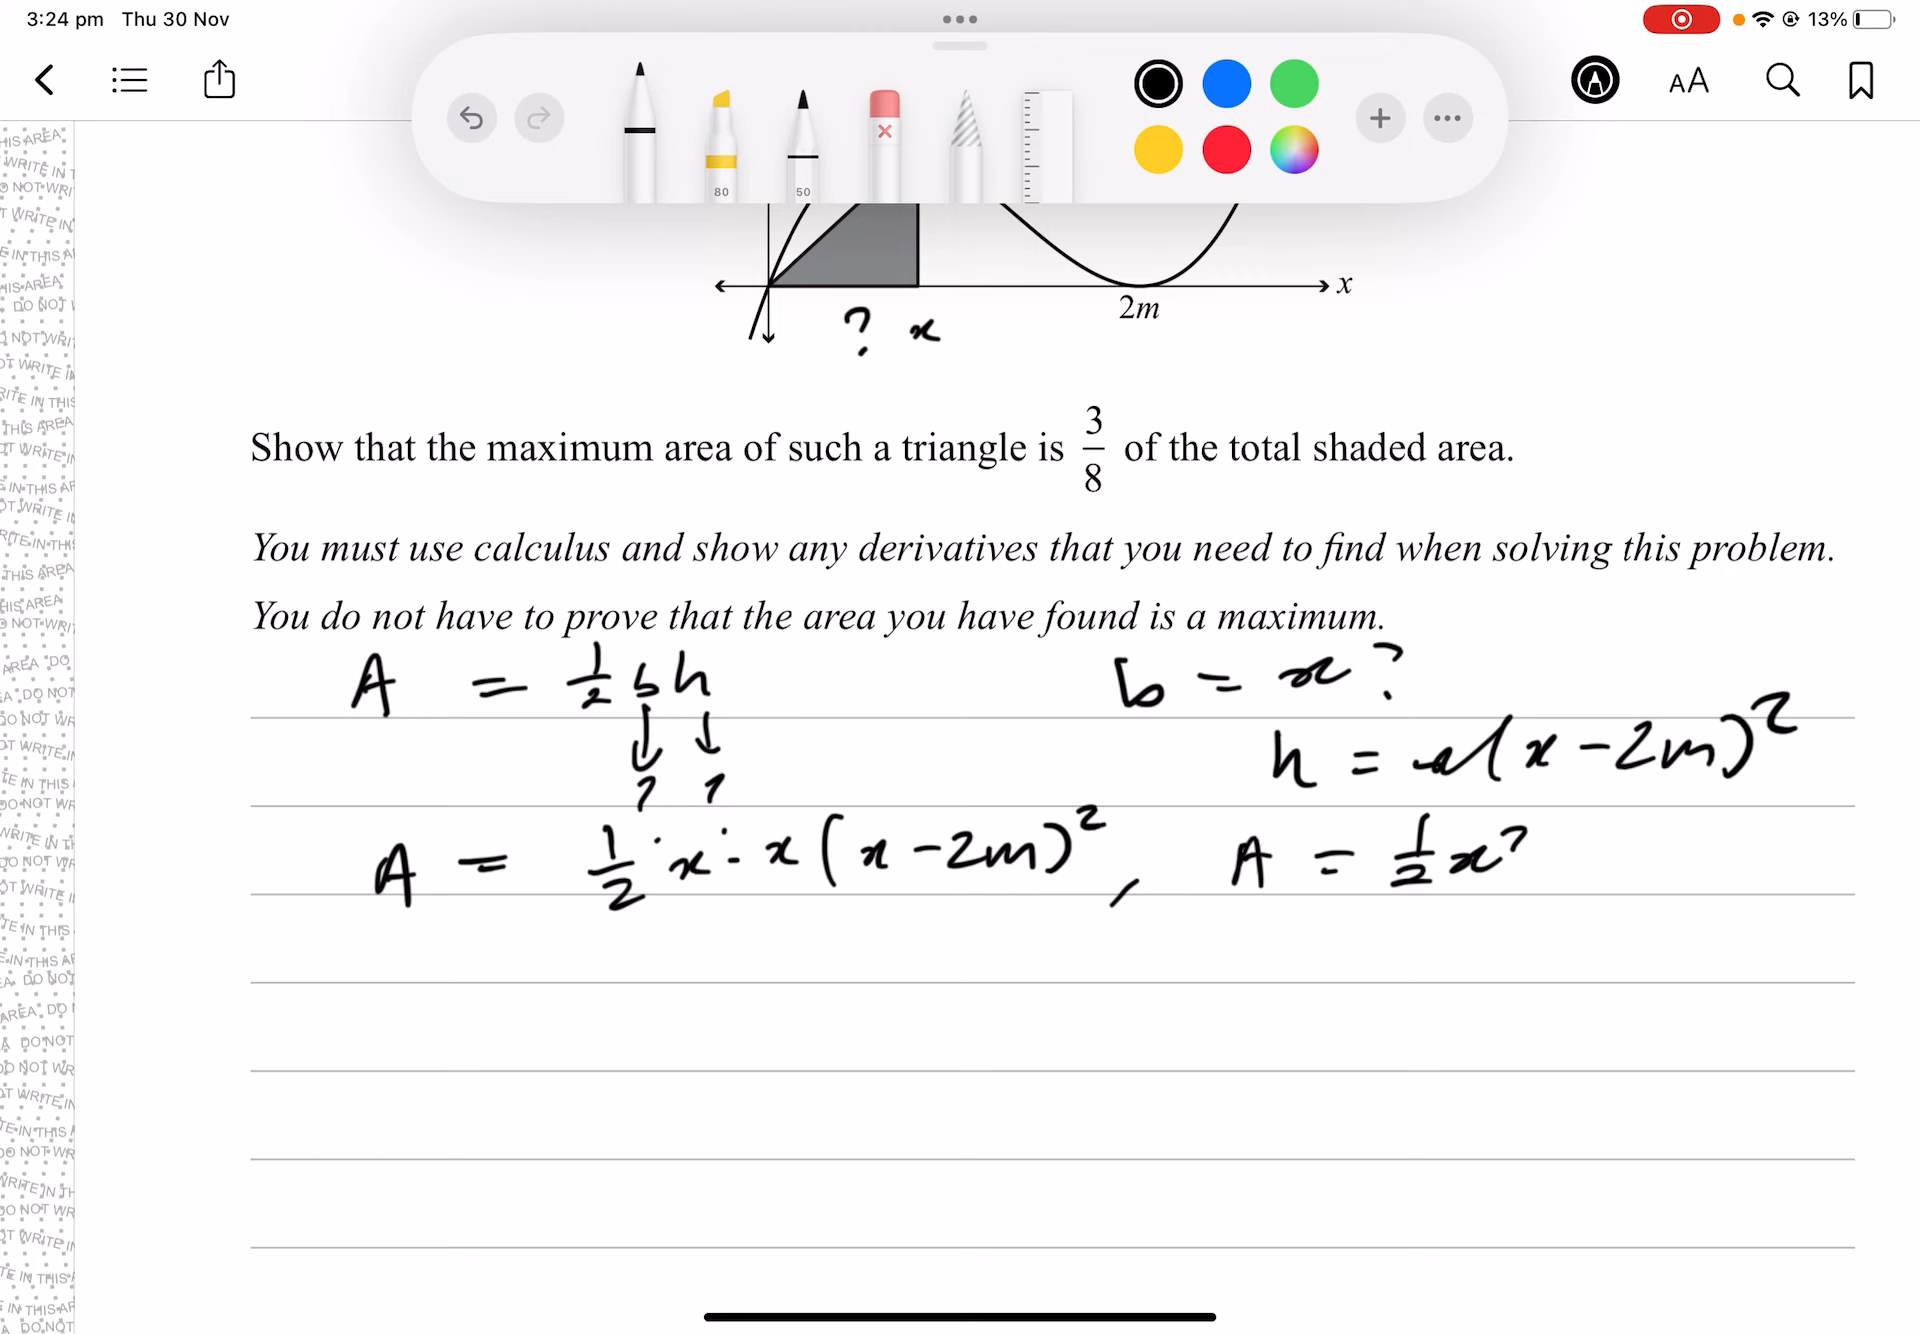 3:24 pm Thu 30 Nov
13%
AA
80
50
x
2m
? x
Show that the maximum area of such a triangle is 3/8 of the total shaded area.
You must use calculus and show any derivatives that you need to find when solving this problem.
You do not have to prove that the area you have found is a maximum.
A = 1/2 bh
b = x ?
? ?
h = x(x - 2m)²
A = 1/2 · x · x(x - 2m)² , A = 1/2 x²